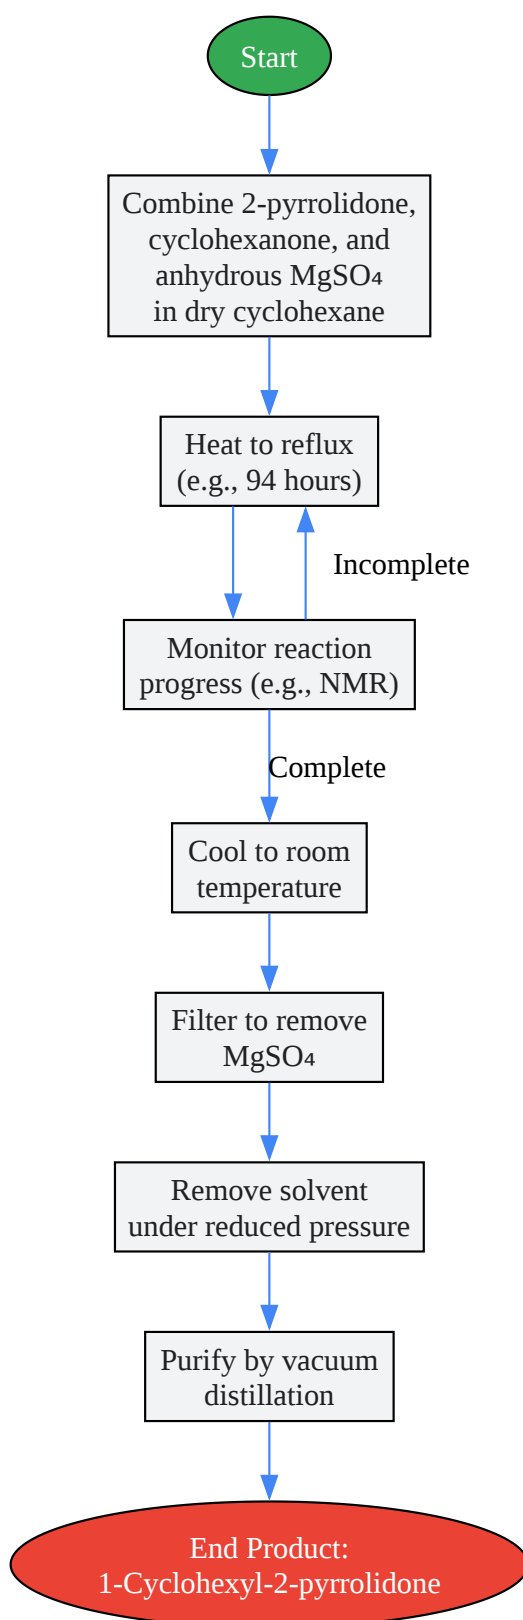 Start
Combine 2-pyrrolidone,
cyclohexanone, and
anhydrous MgSO₄
in dry cyclohexane
Heat to reflux
(e.g., 94 hours)
Incomplete
Monitor reaction
progress (e.g., NMR)
Complete
Cool to room
temperature
Filter to remove
MgSO₄
Remove solvent
under reduced pressure
Purify by vacuum
distillation
End Product:
1-Cyclohexyl-2-pyrrolidone